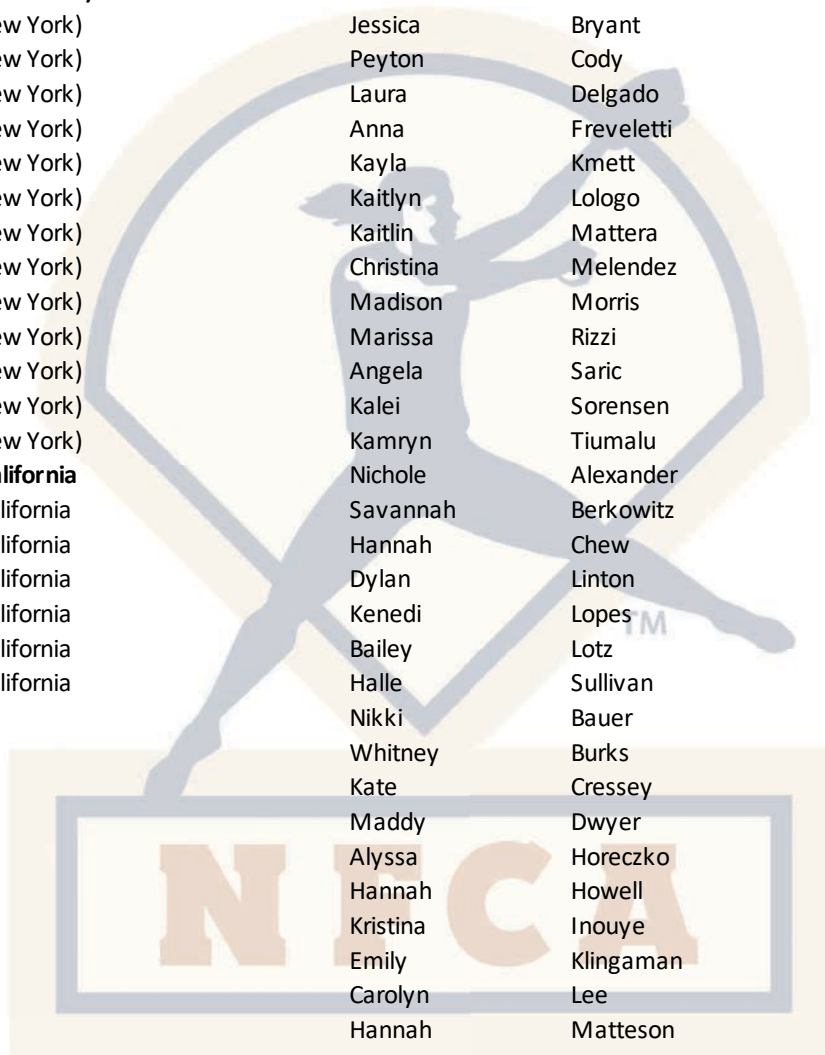 ew York) Jessica Bryant
ew York) Peyton Cody
ew York) Laura Delgado
ew York) Anna Freveletti
ew York) Kayla Kmett
ew York) Kaitlyn Lologo
ew York) Kaitlin Mattera
ew York) Christina Melendez
ew York) Madison Morris
ew York) Marissa Rizzi
ew York) Angela Saric
ew York) Kalei Sorensen
ew York) Kamryn Tiumalu
alifornia Nichole Alexander
lifornia Savannah Berkowitz
lifornia Hannah Chew
lifornia Dylan Linton
lifornia Kenedi Lopes
TM
lifornia Bailey Lotz
lifornia Halle Sullivan
Nikki Bauer
Whitney Burks
Kate Cressey
Maddy Dwyer
Alyssa Horeczko
Hannah Howell
Kristina Inouye
Emily Klingaman
Carolyn Lee
Hannah Matteson
NFCA